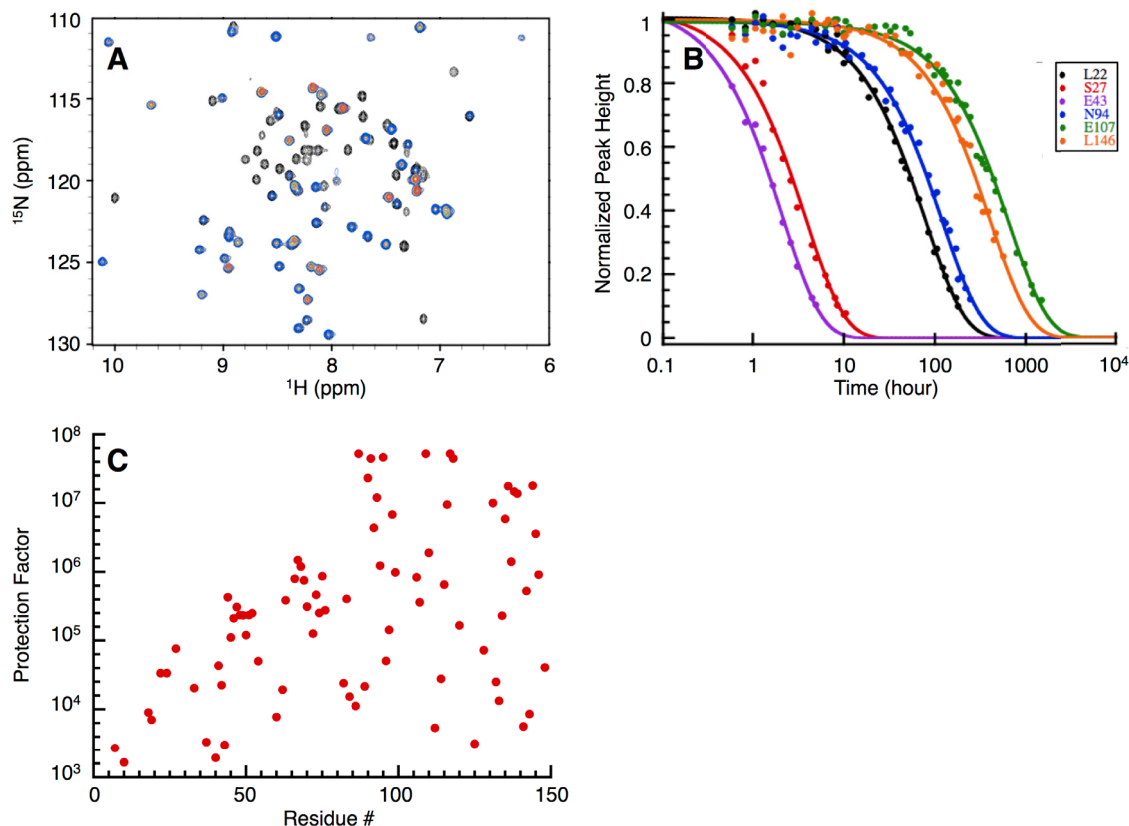 A
110
115
120
125
130
15N (ppm)
10
9
8
7
6
1H (ppm)
B
1
0.8
0.6
0.4
0.2
0
Normalized Peak Height
0.1
1
10
100
1000
10⁴
Time (hour)
L22
S27
E43
N94
E107
L146
C
10⁸
10⁷
10⁶
10⁵
10⁴
10³
Protection Factor
0
50
100
150
Residue #